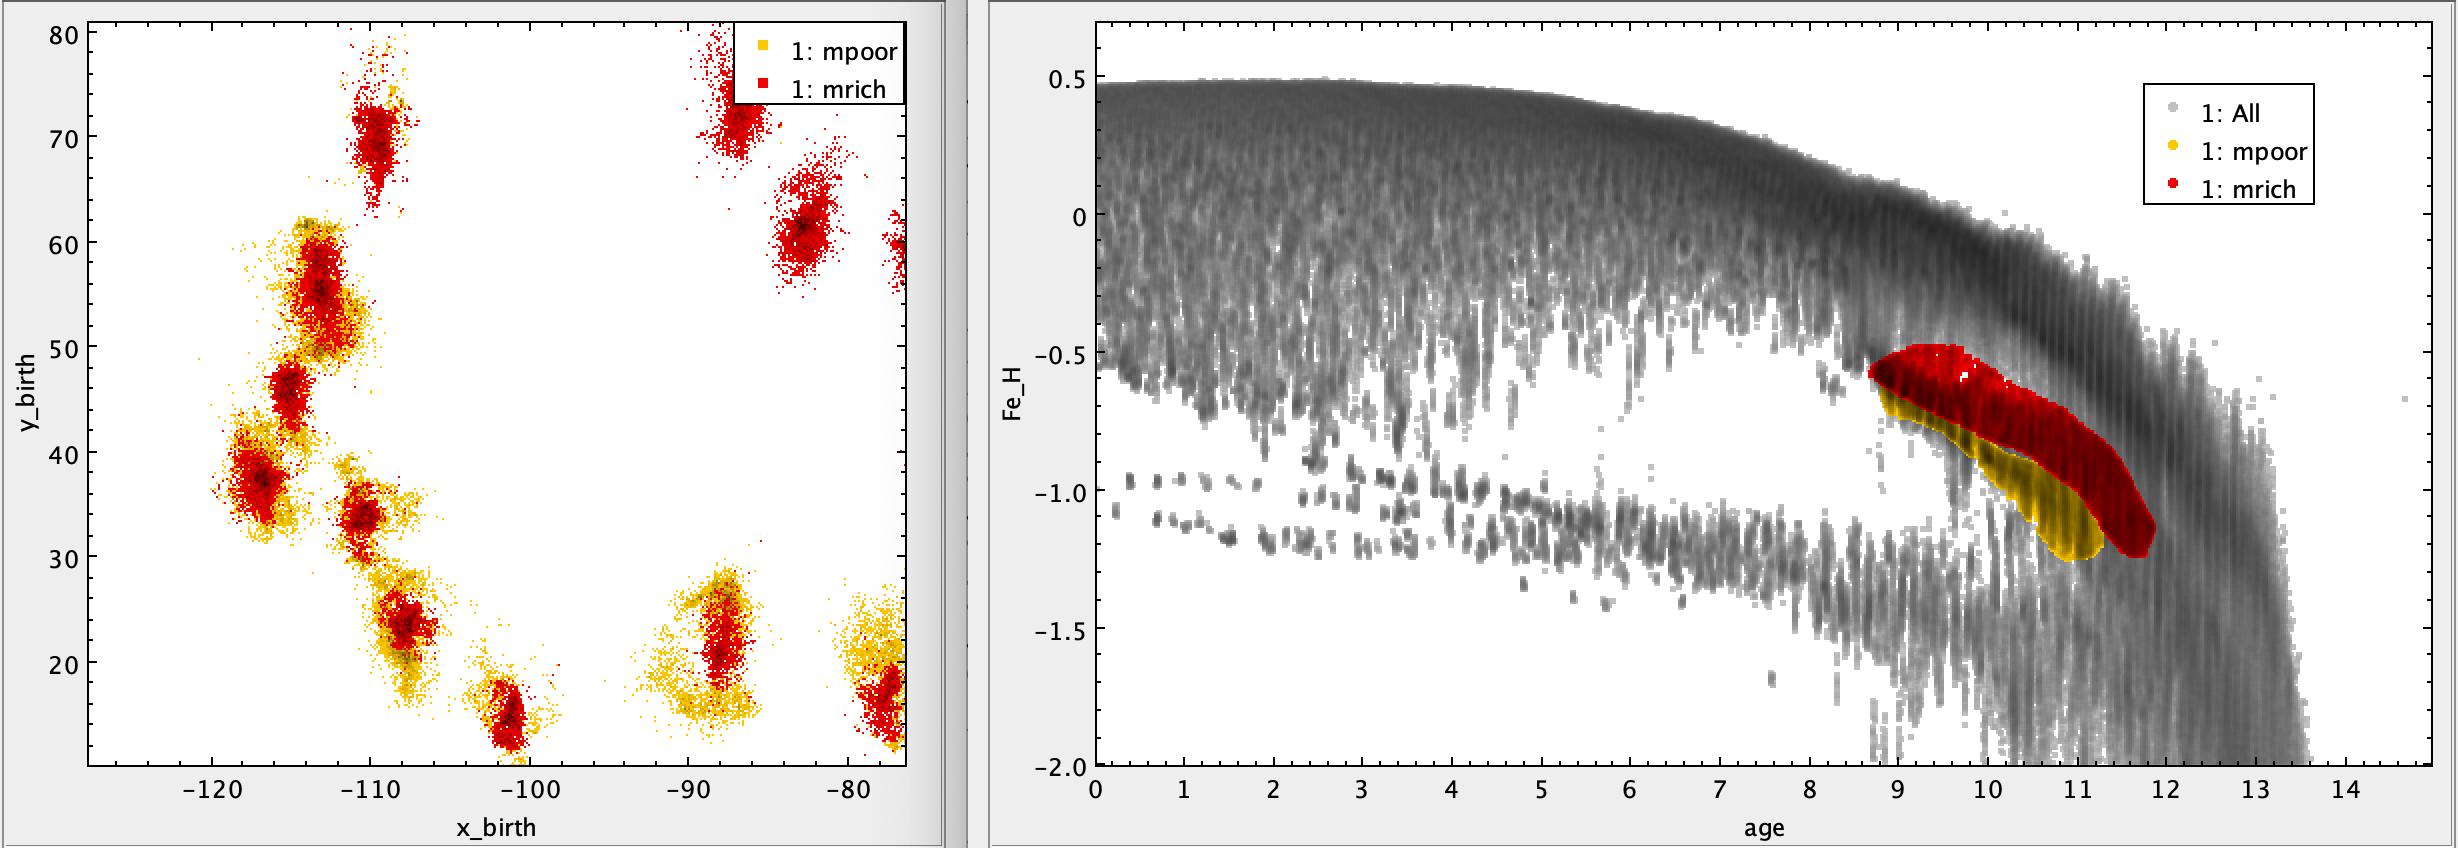 80
70
60
50
40
30
20
y_birth
−120
−110
−100
−90
−80
x_birth
1: mpoor
1: mrich
0.5
0
−0.5
−1.0
−1.5
−2.0
Fe_H
0 1 2 3 4 5 6 7 8 9 10 11 12 13 14
age
1: All
1: mpoor
1: mrich